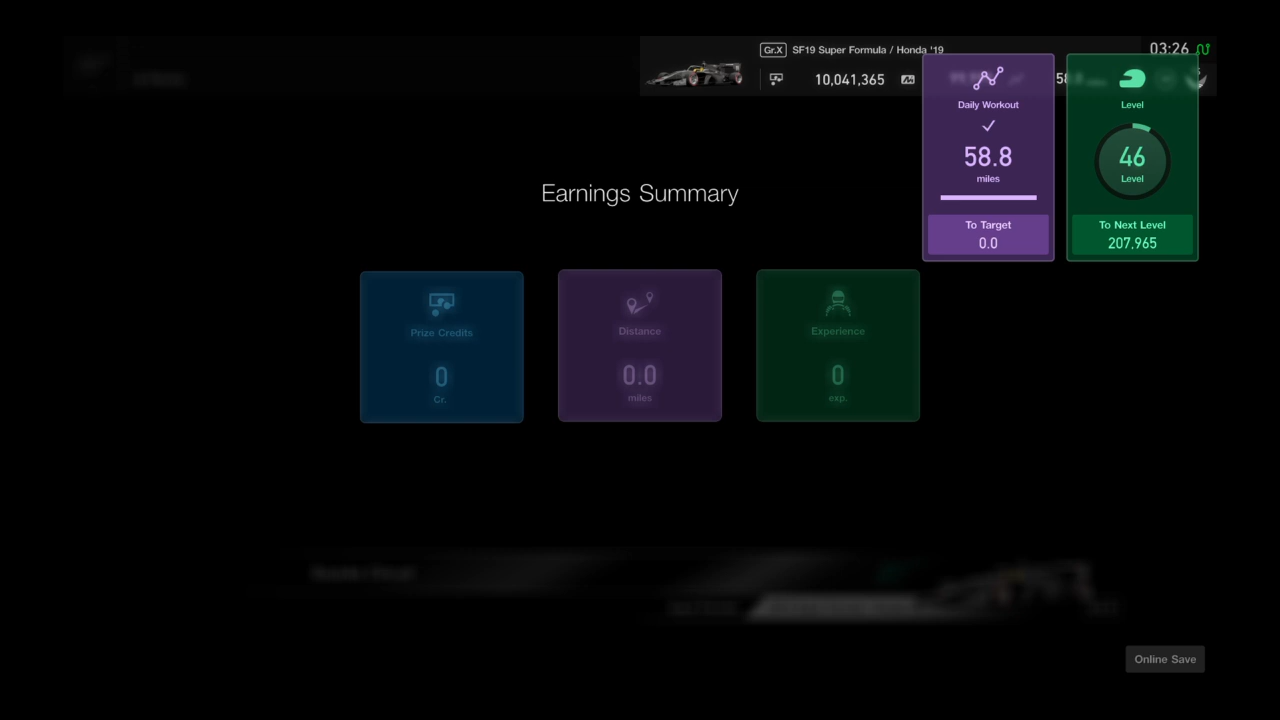 Gr.X SF19 Super Formula / Honda '19
03:26
10,041,365
Daily Workout
58.8
miles
To Target
0.0
Level
46
Level
To Next Level
207,965
Earnings Summary
Prize Credits
0
Cr.
Distance
0.0
miles
Experience
0
exp.
Online Save